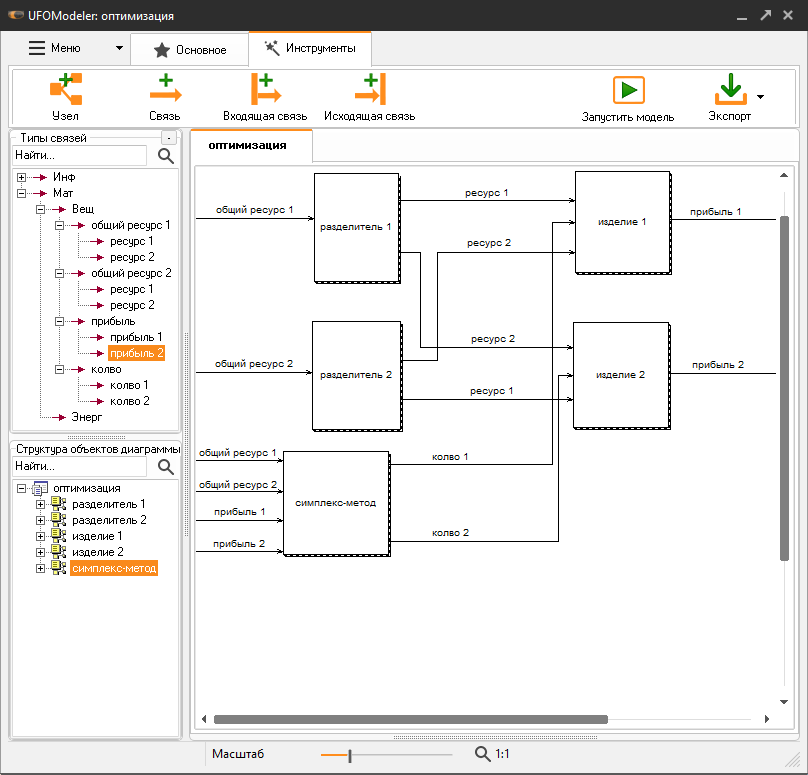 UFOModeler: оптимизация
Меню
Основное
Инструменты
Узел
Связь
Входящая связь
Исходящая связь
Запустить модель
Экспорт
Типы связей
-
Найти...
Инф
Мат
Вещ
общий ресурс 1
ресурс 1
ресурс 2
общий ресурс 2
ресурс 1
ресурс 2
прибыль
прибыль 1
прибыль 2
колво
колво 1
колво 2
Энерг
Структура объектов диаграммы
Найти...
оптимизация
разделитель 1
разделитель 2
изделие 1
изделие 2
симплекс-метод
оптимизация
общий ресурс 1
разделитель 1
ресурс 1
ресурс 2
изделие 1
прибыль 1
общий ресурс 2
разделитель 2
ресурс 2
ресурс 1
изделие 2
прибыль 2
общий ресурс 1
общий ресурс 2
прибыль 1
прибыль 2
симплекс-метод
колво 1
колво 2
Масштаб
1:1